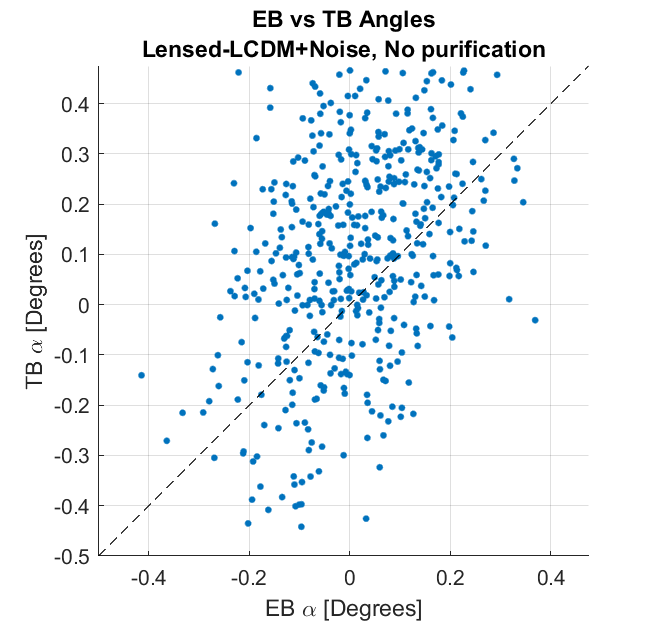 EB vs TB Angles
Lensed-LCDM+Noise, No purification
0.4
0.3
0.2
0.1
0
-0.1
-0.2
-0.3
-0.4
-0.5
TB α [Degrees]
-0.4 -0.2 0 0.2 0.4
EB α [Degrees]